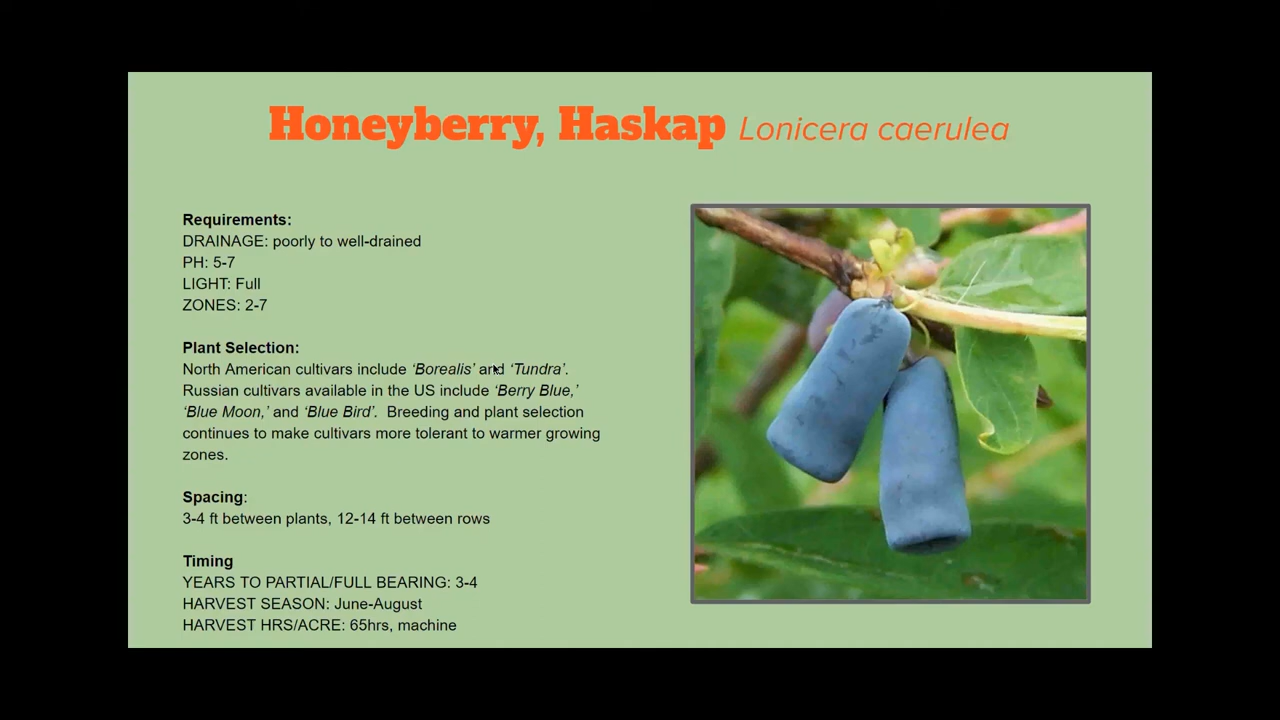 Honeyberry, Haskap Lonicera caerulea
Requirements:
DRAINAGE: poorly to well-drained
PH: 5-7
LIGHT: Full
ZONES: 2-7
Plant Selection:
North American cultivars include ‘Borealis’ and ‘Tundra’.
Russian cultivars available in the US include ‘Berry Blue,’
‘Blue Moon,’ and ‘Blue Bird’. Breeding and plant selection
continues to make cultivars more tolerant to warmer growing
zones.
Spacing:
3-4 ft between plants, 12-14 ft between rows
Timing
YEARS TO PARTIAL/FULL BEARING: 3-4
HARVEST SEASON: June-August
HARVEST HRS/ACRE: 65hrs, machine